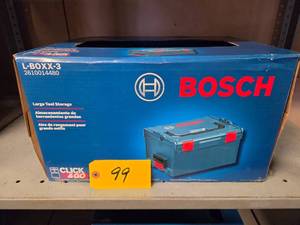 L-BOXX-3
2610014480
Large Tool Storage
Almacenamiento de
herramientas grandes
Aire de rangement pour
grands outils
BOSCH
CLICK
& GO
99